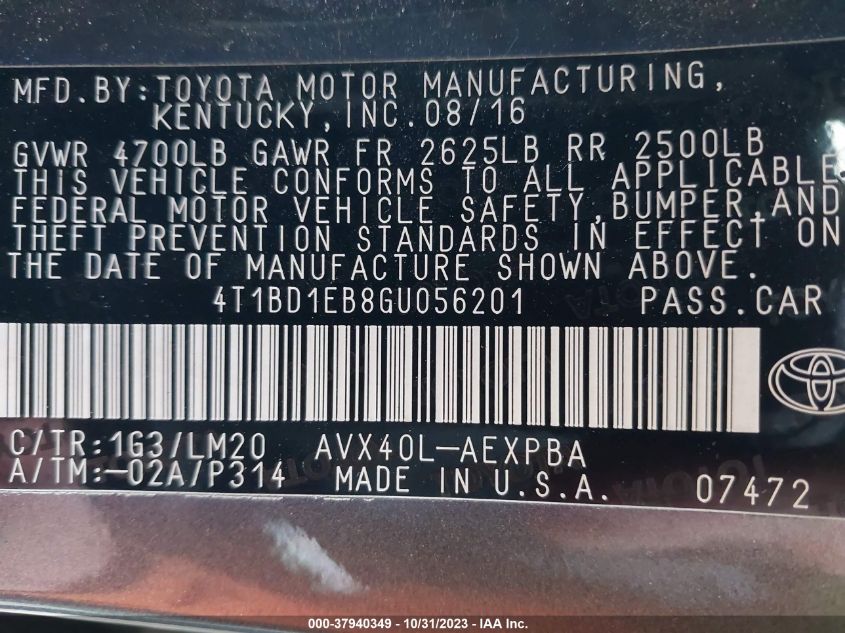 MFD.BY:TOYOTA MOTOR MANUFACTURING,
KENTUCKY,INC.08/16
GVWR 4700LB GAWR FR 2625LB RR 2500LB
THIS VEHICLE CONFORMS TO ALL APPLICABLE
FEDERAL MOTOR VEHICLE SAFETY,BUMPER,AND
THEFT PREVENTION STANDARDS IN EFFECT ON
THE DATE OF MANUFACTURE SHOWN ABOVE.
4T1BD1EB8GU056201 PASS.CAR
C/TR:1G3/LM20 AVX40L-AEXPBA
A/TM:-02A/P314 MADE IN U.S.A. 07472
000-37940349 - 10/31/2023 - IAA Inc.